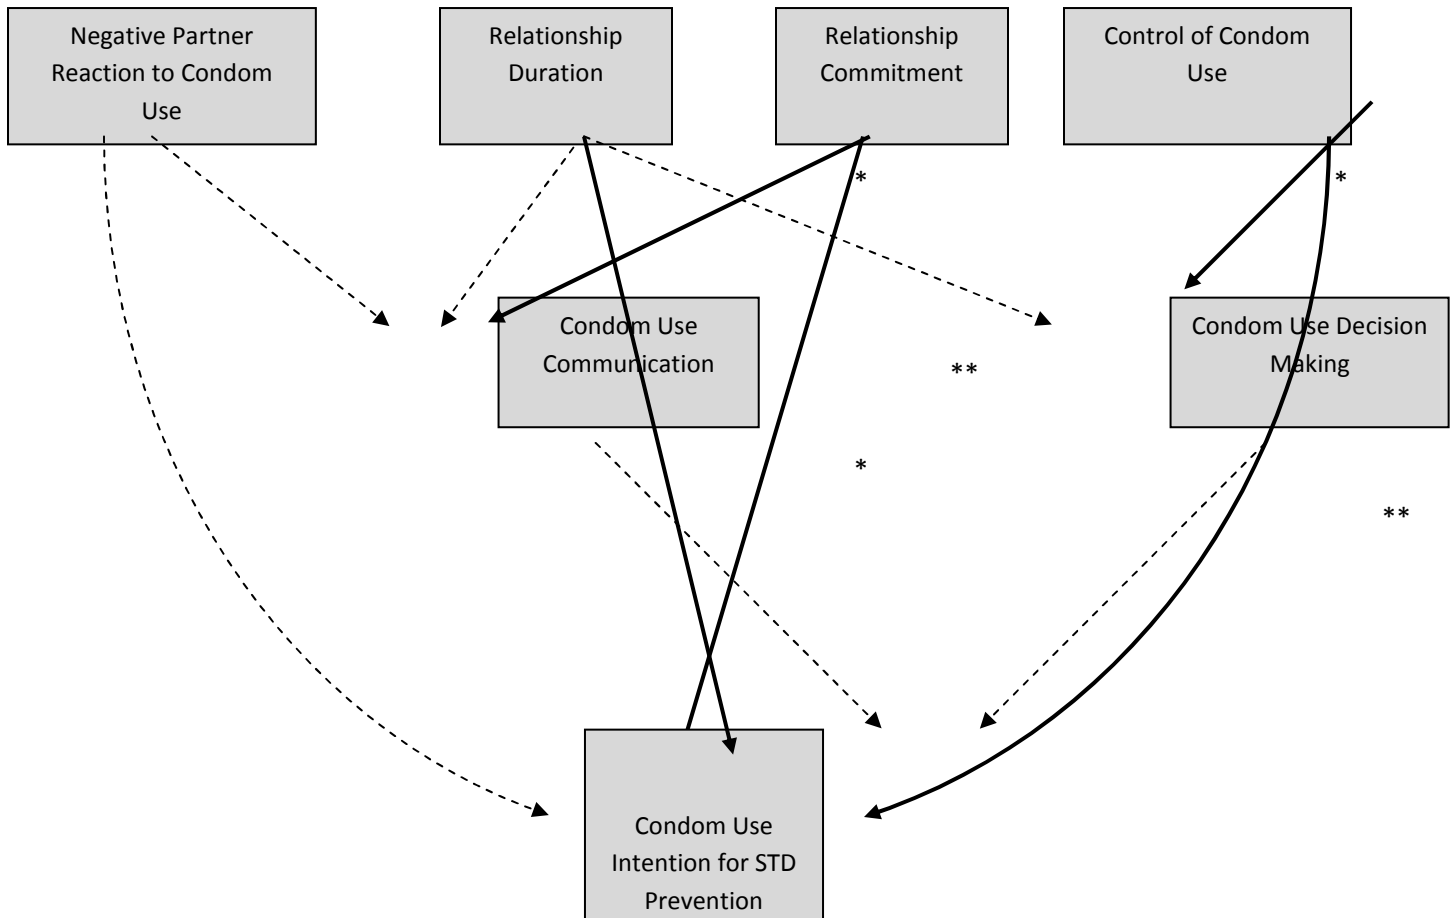 Negative Partner
Reaction to Condom
Use
Relationship
Duration
Relationship
Commitment
Control of Condom
Use
*
*
Condom Use
Communication
**
Condom Use Decision
Making
*
**
Condom Use
Intention for STD
Prevention